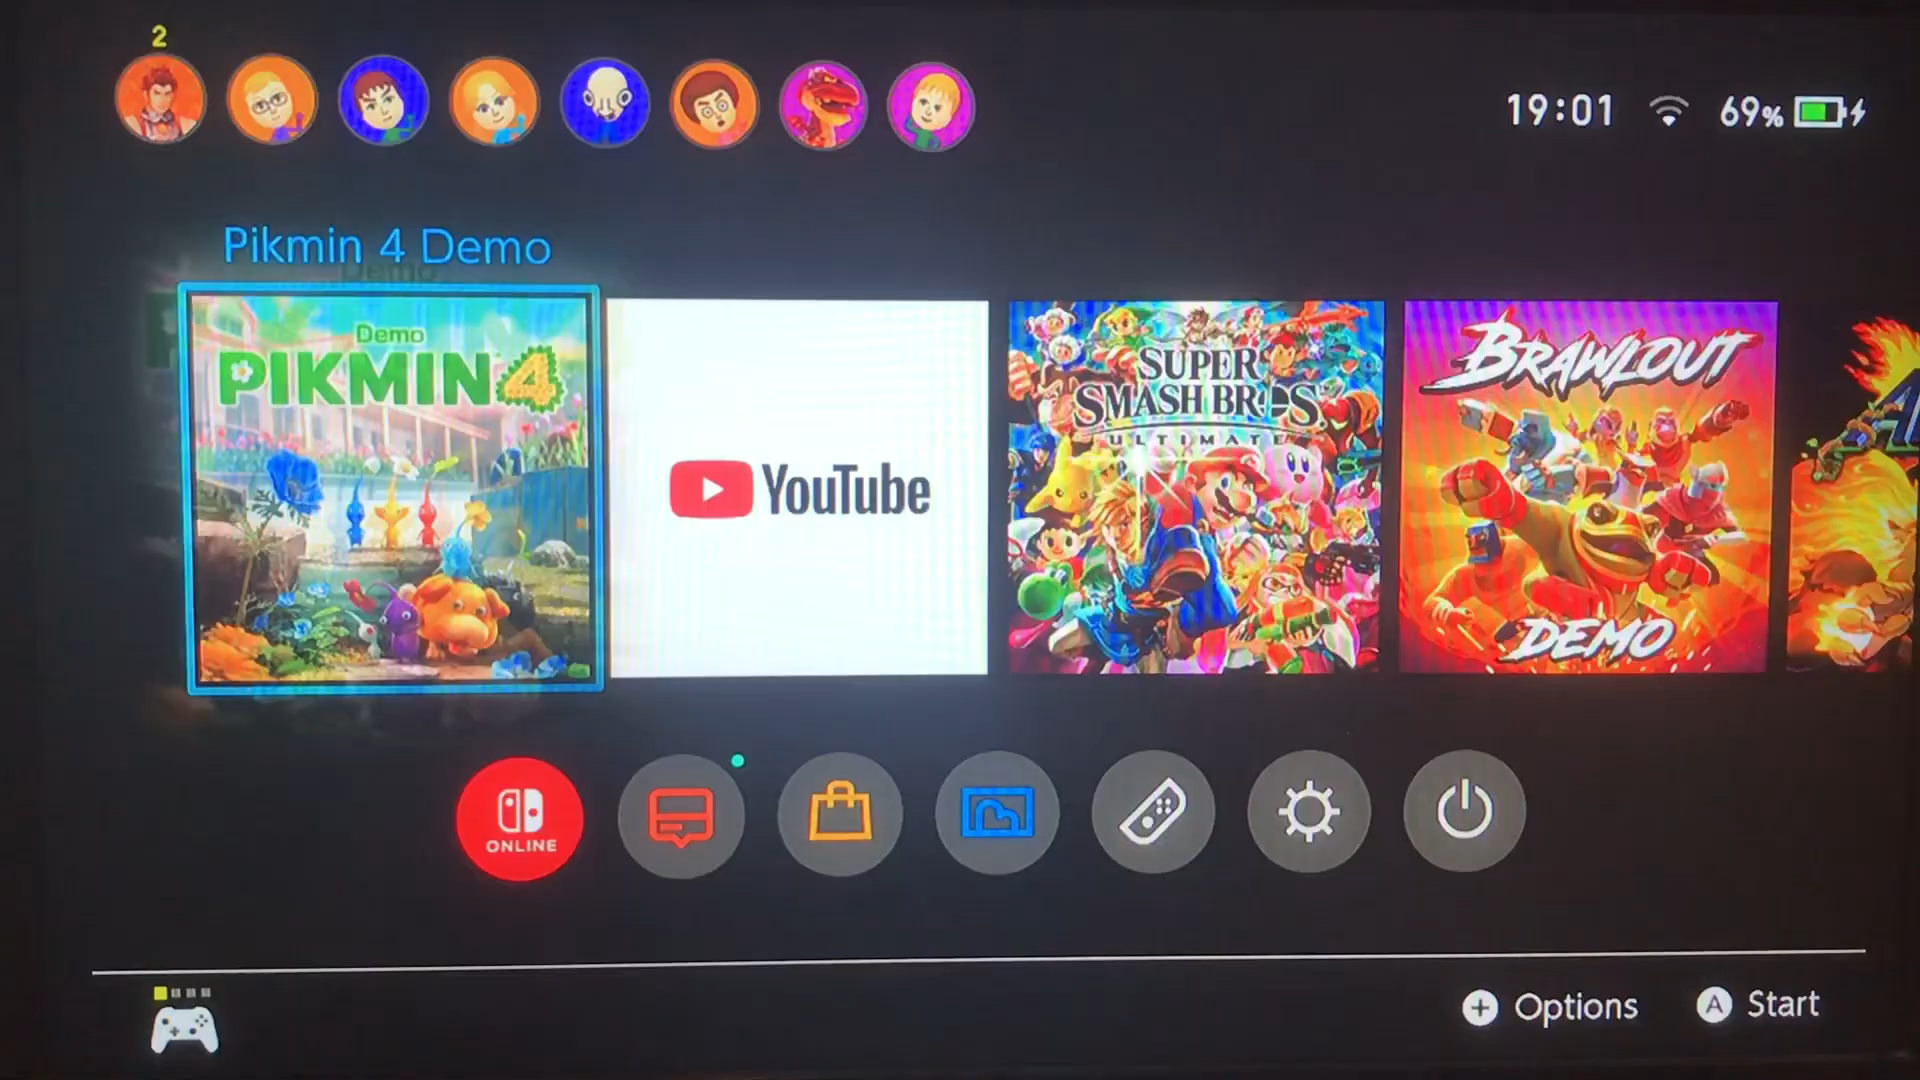 2
19:01
69%
Pikmin 4 Demo
Demo
PIKMIN 4
YouTube
SUPER
SMASH BROS.
ULTIMATE
BRAWLOUT
DEMO
ONLINE
Options
A Start